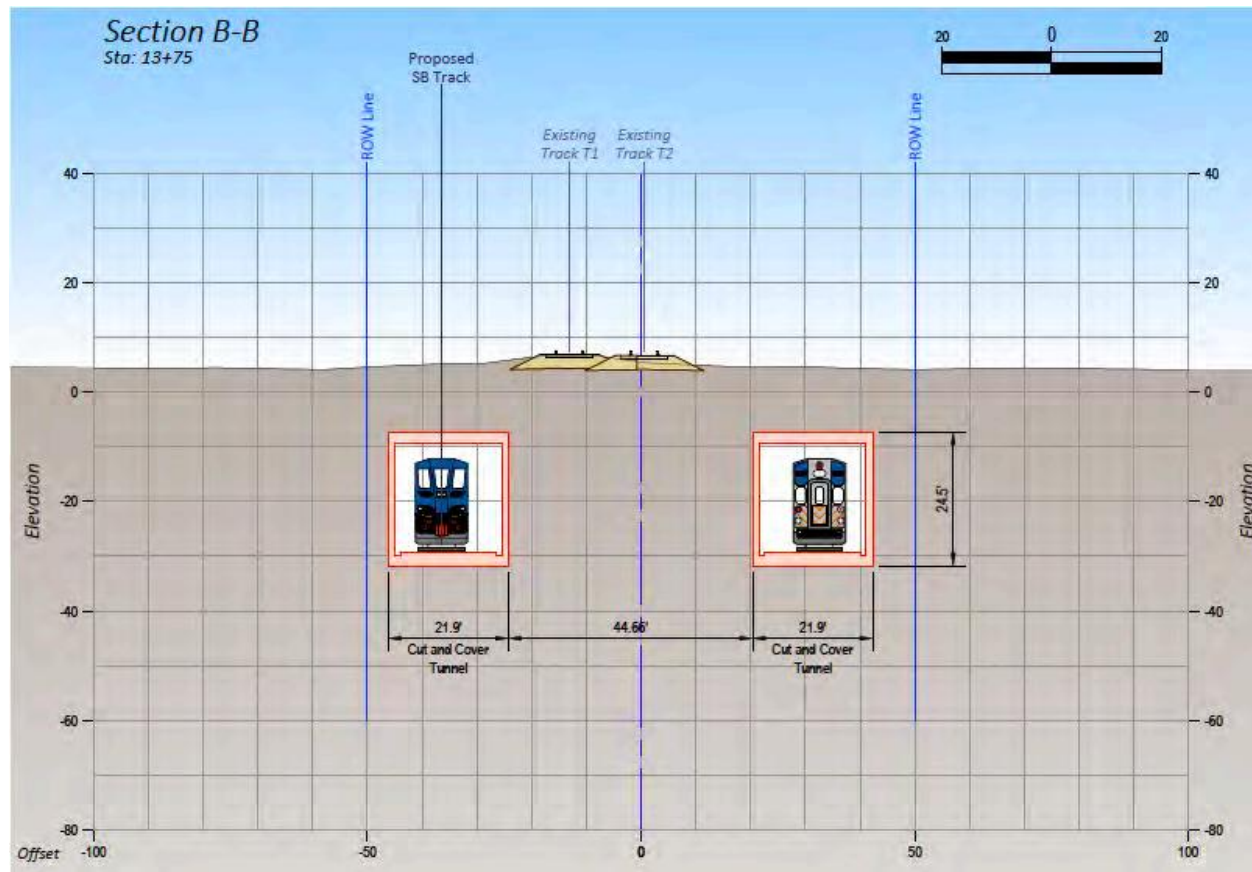 Section B-B
Sta: 13+75
20 0 20
Proposed
SB Track
ROW Line
Existing
Track T1
Existing
Track T2
ROW Line
40 40
20 20
0 0
Elevation
-20 -20
24.5'
Elevation
-40 -40
21.9' 44.66' 21.9'
Cut and Cover
Tunnel
Cut and Cover
Tunnel
-60 -60
-80 -80
Offset -100 -50 0 50 100